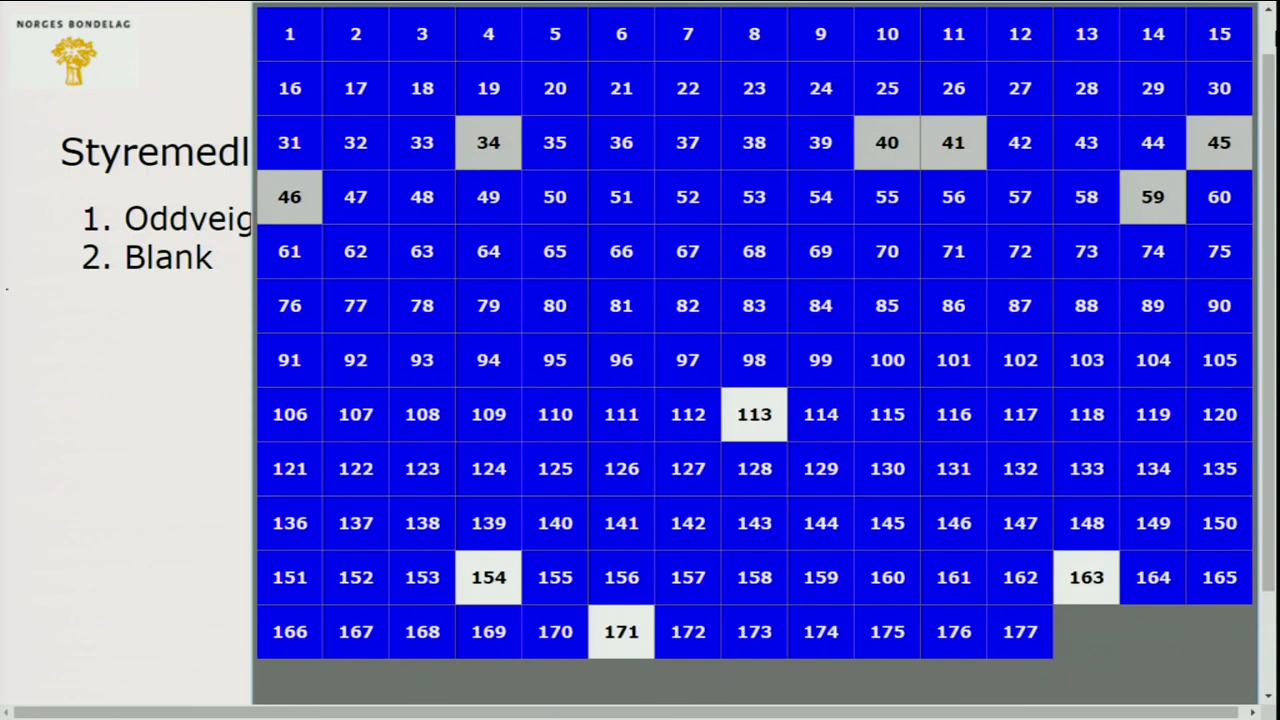 NORGES BONDELAG
Styremedl
1. Oddveig
2. Blank
1 2 3 4 5 6 7 8 9 10 11 12 13 14 15
16 17 18 19 20 21 22 23 24 25 26 27 28 29 30
31 32 33 34 35 36 37 38 39 40 41 42 43 44 45
46 47 48 49 50 51 52 53 54 55 56 57 58 59 60
61 62 63 64 65 66 67 68 69 70 71 72 73 74 75
76 77 78 79 80 81 82 83 84 85 86 87 88 89 90
91 92 93 94 95 96 97 98 99 100 101 102 103 104 105
106 107 108 109 110 111 112 113 114 115 116 117 118 119 120
121 122 123 124 125 126 127 128 129 130 131 132 133 134 135
136 137 138 139 140 141 142 143 144 145 146 147 148 149 150
151 152 153 154 155 156 157 158 159 160 161 162 163 164 165
166 167 168 169 170 171 172 173 174 175 176 177